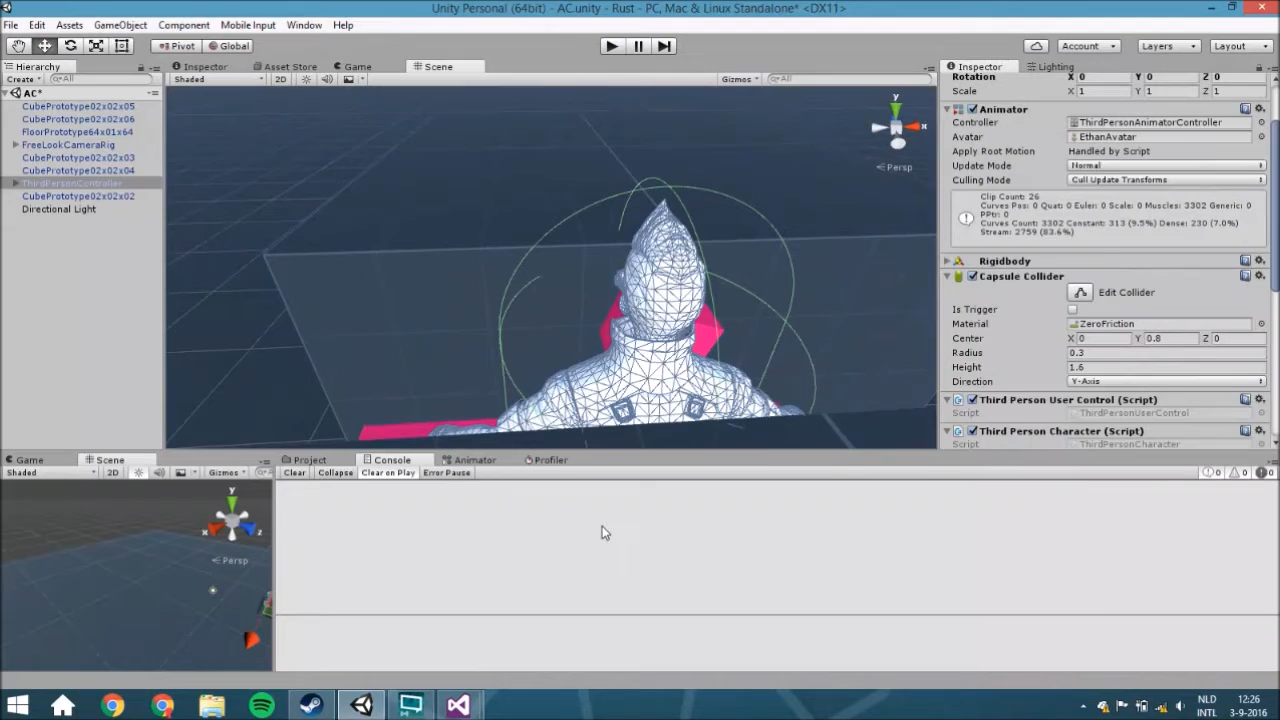 Unity Personal (64bit) - AC.unity - Rust - PC, Mac & Linux Standalone* <DX11>
File Edit Assets GameObject Component Mobile Input Window Help
Pivot Global Account Layers Layout
Hierarchy Inspector Asset Store Game Scene Inspector Lighting
Create All Shaded 2D Gizmos All
Rotation X 0 Y 0 Z 0
Scale X 1 Y 1 Z 1
AC*
CubePrototype02x02x05
CubePrototype02x02x06
FloorPrototype64x01x64
FreeLookCameraRig
CubePrototype02x02x03
CubePrototype02x02x04
ThirdPersonController
CubePrototype02x02x02
Directional Light
y
x
Persp
Animator
Controller ThirdPersonAnimatorController
Avatar EthanAvatar
Apply Root Motion Handled by Script
Update Mode Normal
Culling Mode Cull Update Transforms
Clip Count: 26
Curves Pos: 0 Quat: 0 Euler: 0 Scale: 0 Muscles: 3302 Generic: 0
PPtr: 0
Curves Count: 3302 Constant: 313 (9.5%) Dense: 230 (7.0%)
Stream: 2759 (83.6%)
Rigidbody
Capsule Collider
Edit Collider
Is Trigger
Material ZeroFriction
Center X 0 Y 0.8 Z 0
Radius 0.3
Height 1.6
Direction Y-Axis
Third Person User Control (Script)
Script ThirdPersonUserControl
Third Person Character (Script)
Script ThirdPersonCharacter
Game Scene Project Console Animator Profiler
Shaded 2D Gizmos Clear Collapse Clear on Play Error Pause 0 0 0
y
x z
Persp
NLD 12:26
INTL 3-9-2016